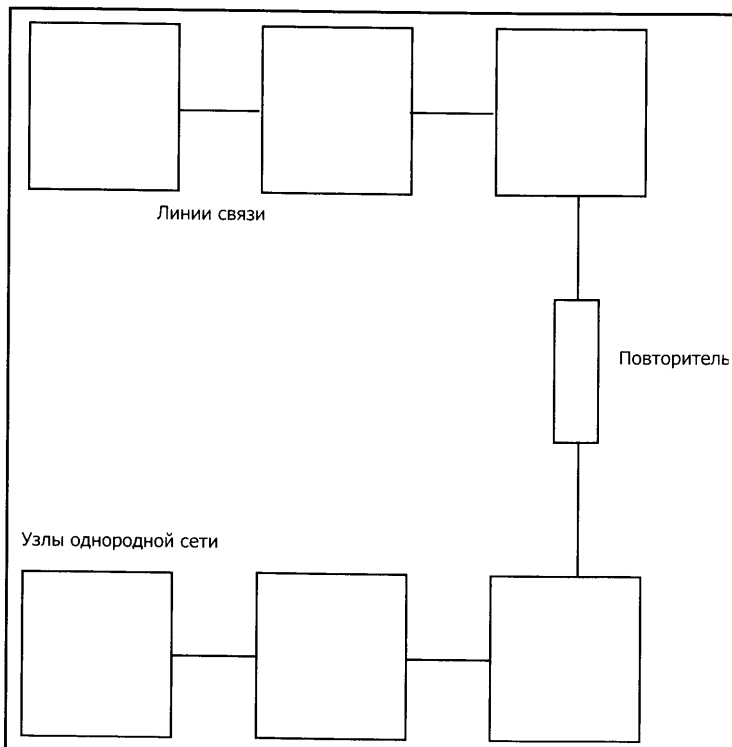 Линии связи
Повторитель
Узлы однородной сети